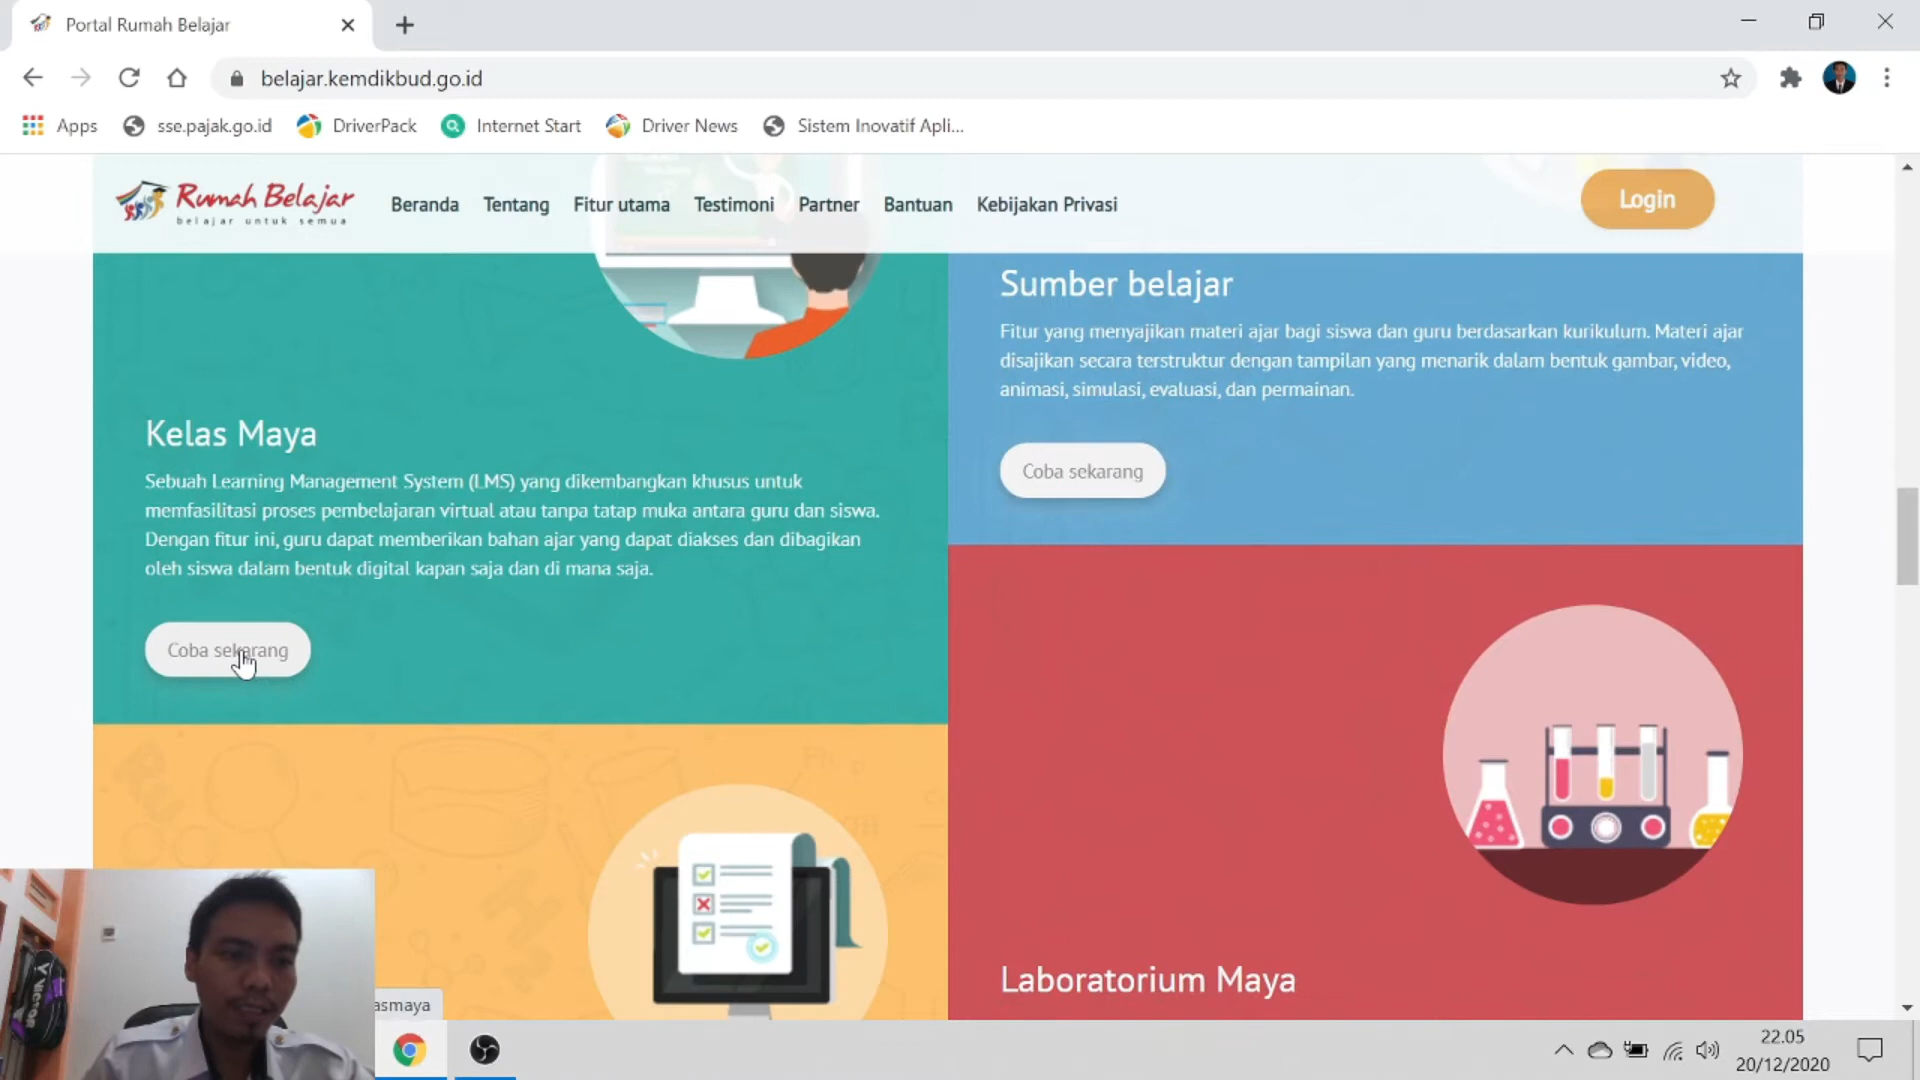 Portal Rumah Belajar
belajar.kemdikbud.go.id
Apps sse.pajak.go.id DriverPack Internet Start Driver News Sistem Inovatif Apli...
Rumah Belajar
belajar untuk semua
Beranda Tentang Fitur utama Testimoni Partner Bantuan Kebijakan Privasi
Login
Kelas Maya
Sebuah Learning Management System (LMS) yang dikembangkan khusus untuk
memfasilitasi proses pembelajaran virtual atau tanpa tatap muka antara guru dan siswa.
Dengan fitur ini, guru dapat memberikan bahan ajar yang dapat diakses dan dibagikan
oleh siswa dalam bentuk digital kapan saja dan di mana saja.
Coba sekarang
Sumber belajar
Fitur yang menyajikan materi ajar bagi siswa dan guru berdasarkan kurikulum. Materi ajar
disajikan secara terstruktur dengan tampilan yang menarik dalam bentuk gambar, video,
animasi, simulasi, evaluasi, dan permainan.
Coba sekarang
Laboratorium Maya
asmaya
VICTOR
22.05
20/12/2020